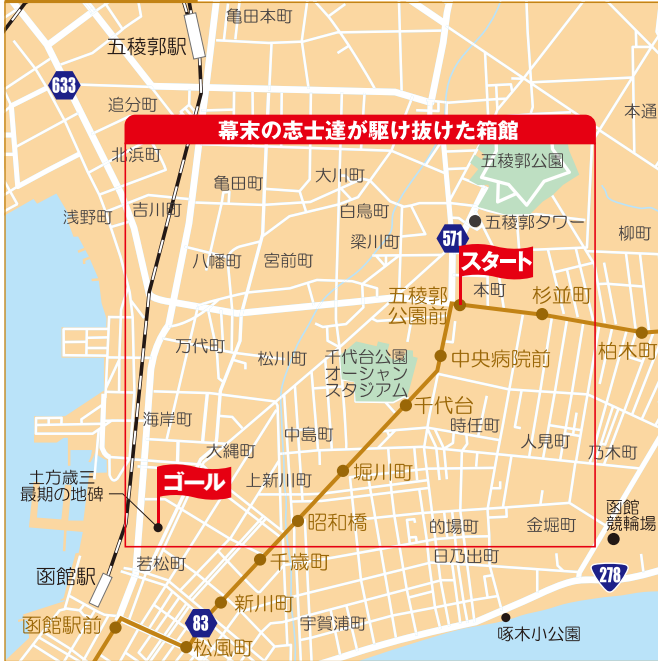 亀田本町
五稜郭駅
633
追分町
本通
幕末の志士達が駆け抜けた箱館
北浜町
五稜郭公園
大川町
亀田町
吉川町
白鳥町
浅野町
五稜郭タワー
柳町
571
梁川町
八幡町
宮前町
スタート
本町
五稜郭
公園前
杉並町
万代町
松川町
千代台公園
オーシャン
スタジアム
中央病院前
柏木町
千代台
海岸町
時任町
中島町
人見町
大縄町
乃木町
土方歳三
最期の地碑
ゴール
上新川町
堀川町
昭和橋
的場町
金堀町
函館
競輪場
若松町
千歳町
日乃出町
函館駅
278
新川町
函館駅前
83
宇賀浦町
松風町
啄木小公園